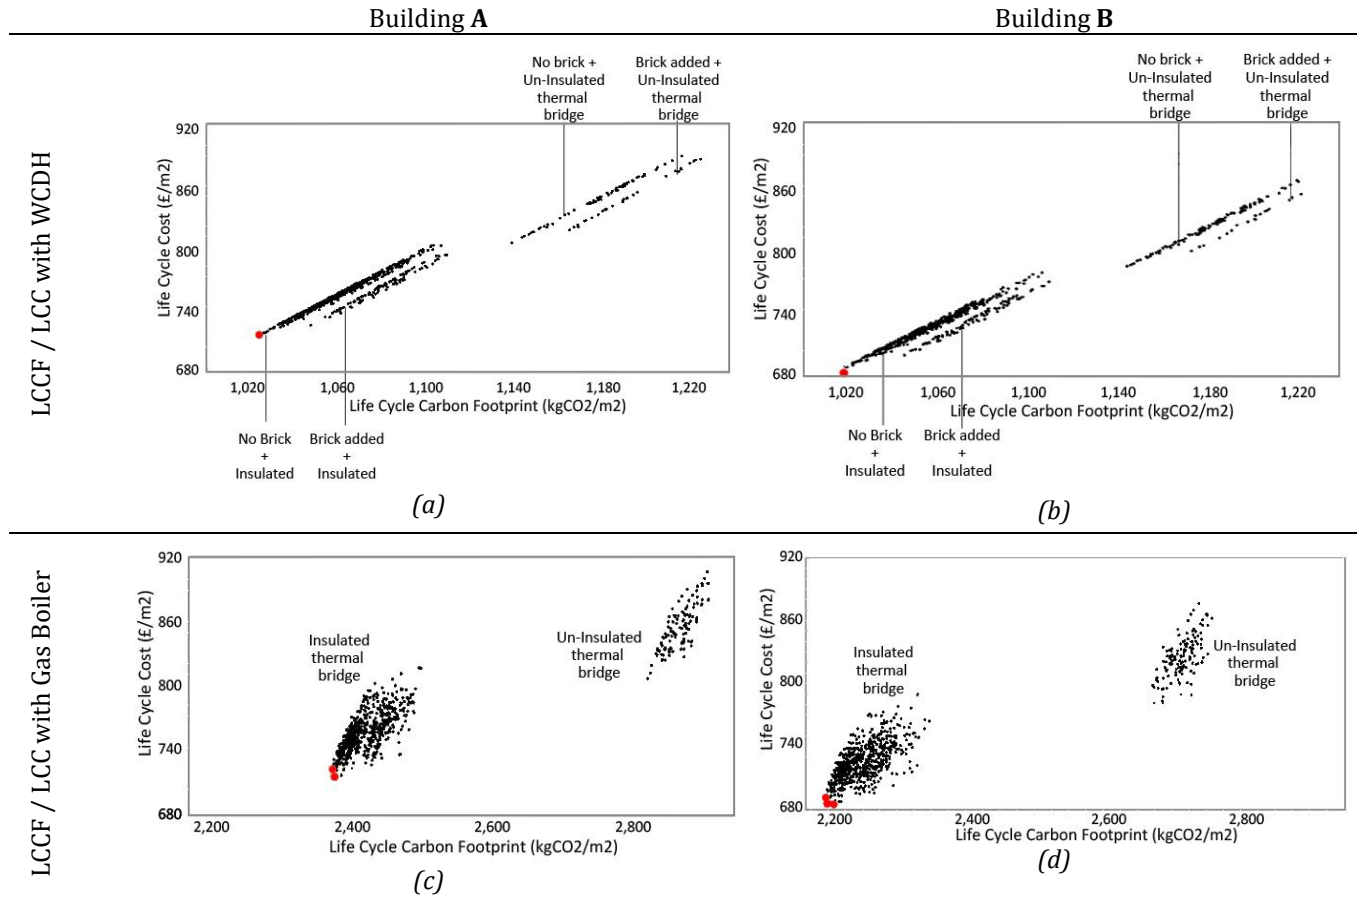 Building A
Building B
LCCF / LCC with WCDH
No brick +
Un-Insulated
thermal
bridge
Brick added +
Un-Insulated
thermal
bridge
Life Cycle Cost (£/m2)
920
860
800
740
680
1,020
1,060
1,100
1,140
1,180
1,220
Life Cycle Carbon Footprint (kgCO2/m2)
No Brick
+
Insulated
Brick added
+
Insulated
(a)
No brick +
Un-Insulated
thermal
bridge
Brick added +
Un-Insulated
thermal
bridge
Life Cycle Cost (£/m2)
920
860
800
740
680
1,020
1,060
1,100
1,140
1,180
1,220
Life Cycle Carbon Footprint (kgCO2/m2)
No Brick
+
Insulated
Brick added
+
Insulated
(b)
LCCF / LCC with Gas Boiler
Life Cycle Cost (£/m2)
920
860
800
740
680
Insulated
thermal
bridge
Un-Insulated
thermal
bridge
2,200
2,400
2,600
2,800
Life Cycle Carbon Footprint (kgCO2/m2)
(c)
Life Cycle Cost (£/m2)
920
860
800
740
680
Insulated
thermal
bridge
Un-Insulated
thermal
bridge
2,200
2,400
2,600
2,800
Life Cycle Carbon Footprint (kgCO2/m2)
(d)